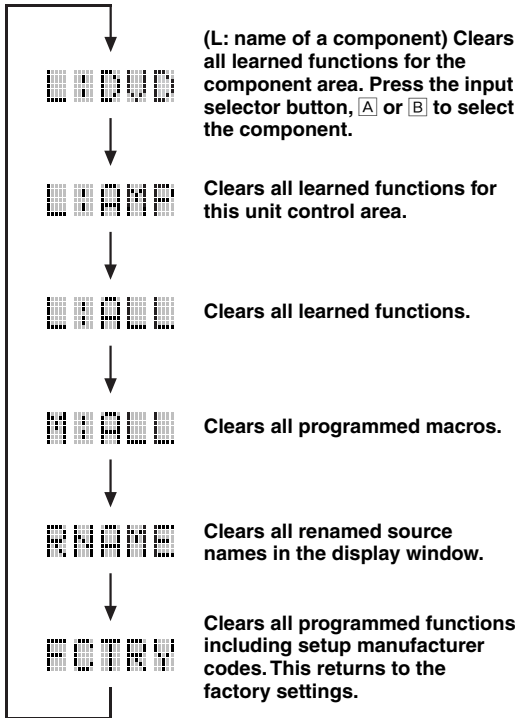 (L: name of a component) Clears
all learned functions for the
component area. Press the input
selector button, A or B to select
the component.
L:DVD
Clears all learned functions for
this unit control area.
L:AMP
Clears all learned functions.
L:ALL
Clears all programmed macros.
M:ALL
Clears all renamed source
names in the display window.
RNAME
Clears all programmed functions
including setup manufacturer
codes. This returns to the
factory settings.
FCTRY